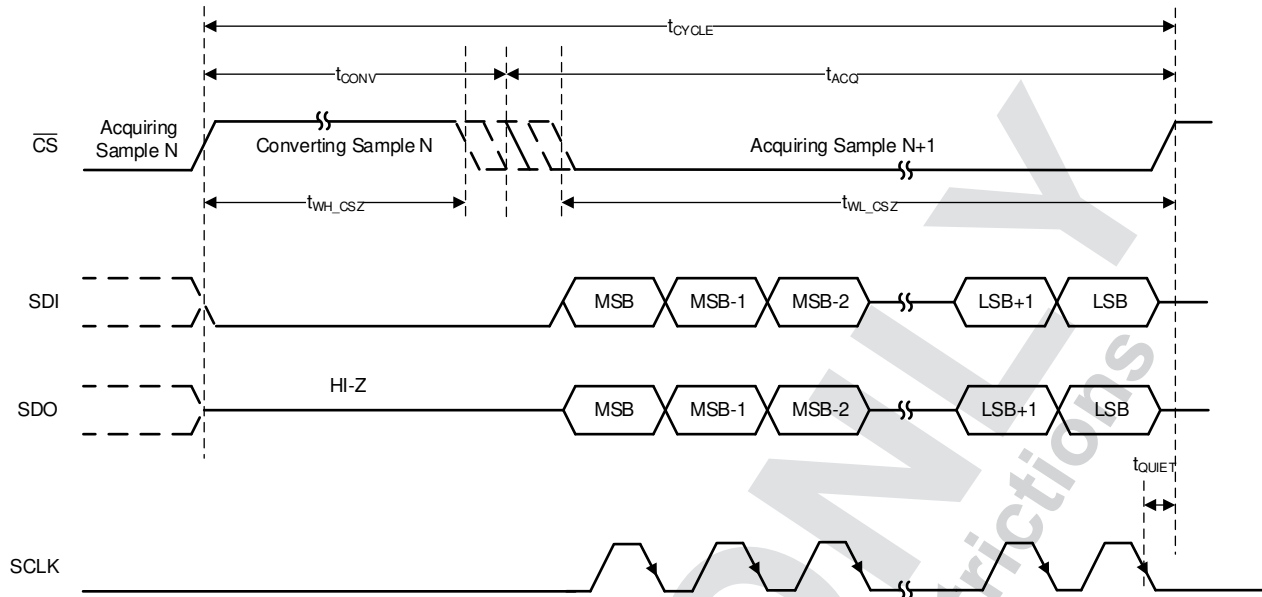 tCYCLE
tCONV
tACQ
CS
Acquiring
Sample N
Converting Sample N
Acquiring Sample N+1
tWH_CSZ
tWL_CSZ
SDI
MSB
MSB-1
MSB-2
LSB+1
LSB
SDO
HI-Z
MSB
MSB-1
MSB-2
LSB+1
LSB
tQUIET
SCLK
ONLY